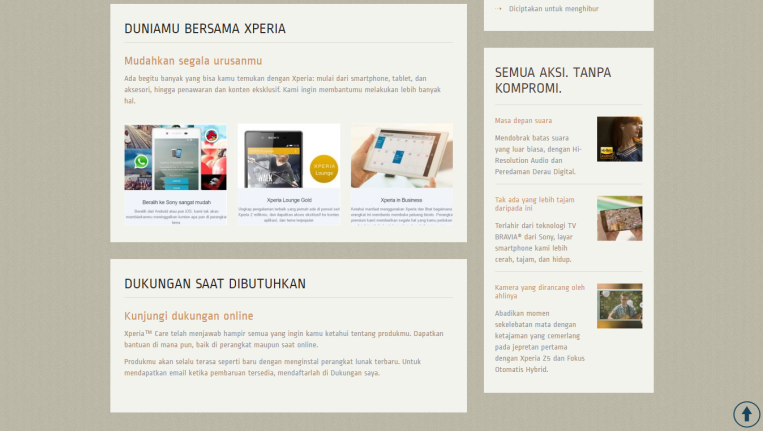 DUNIAMU BERSAMA XPERIA
Mudahkan segala urusanmu
Ada begitu banyak yang bisa kamu temukan dengan Xperia: mulai dari smartphone, tablet, dan
aksesori, hingga penawaran dan konten eksklusif. Kami ingin membantumu melakukan lebih banyak
hal.
XPERIA
Lounge
Beralih ke Sony sangat mudah
Xperia Lounge Gold
Xperia in Business
DUKUNGAN SAAT DIBUTUHKAN
Kunjungi dukungan online
Xperia™ Care telah menjawab hampir semua yang ingin kamu ketahui tentang produkmu. Dapatkan
bantuan di mana pun, baik di perangkat maupun saat online.
Produkmu akan selalu terasa seperti baru dengan menginstal perangkat lunak terbaru. Untuk
mendapatkan email ketika pembaruan tersedia, mendaftarlah di Dukungan saya.
Diciptakan untuk menghibur
SEMUA AKSI. TANPA
KOMPROMI.
Masa depan suara
Mendobrak batas suara
yang luar biasa, dengan Hi-
Resolution Audio dan
Peredaman Derau Digital.
Tak ada yang lebih tajam
daripada ini
Terlahir dari teknologi TV
BRAVIA® dari Sony, layar
smartphone kami lebih
cerah, tajam, dan hidup.
Kamera yang dirancang oleh
ahlinya
Abadikan momen
sekelebatan mata dengan
ketajaman yang cemerlang
pada jepretan pertama
dengan Xperia Z5 dan Fokus
Otomatis Hybrid.